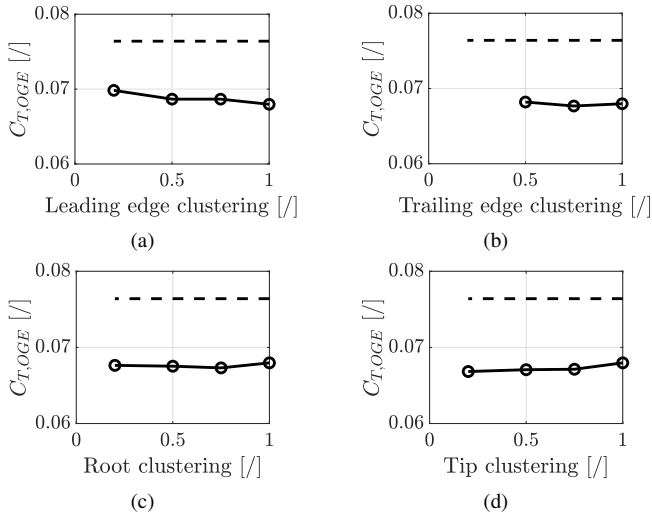 0.08
0.07
0.06
C_{T,OGE} [/]
0 0.5 1
Leading edge clustering [/]
(a)
0.08
0.07
0.06
C_{T,OGE} [/]
0 0.5 1
Trailing edge clustering [/]
(b)
0.08
0.07
0.06
C_{T,OGE} [/]
0 0.5 1
Root clustering [/]
(c)
0.08
0.07
0.06
C_{T,OGE} [/]
0 0.5 1
Tip clustering [/]
(d)